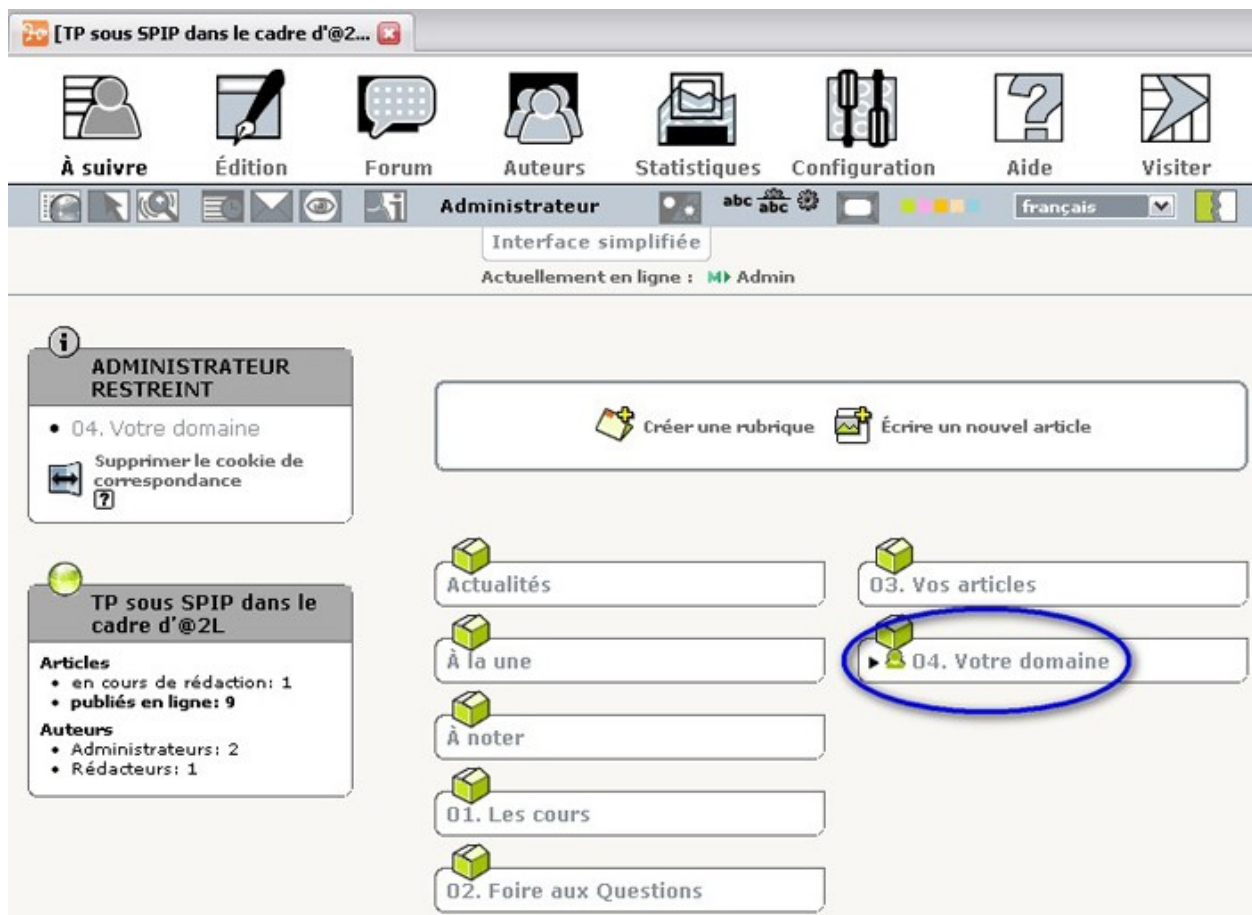 [TP sous SPIP dans le cadre d'@2...
À suivre
Édition
Forum
Auteurs
Statistiques
Configuration
Aide
Visiter
Administrateur
abc
abc
français
Interface simplifiée
Actuellement en ligne : Admin
ADMINISTRATEUR
RESTREINT
• 04. Votre domaine
Supprimer le cookie de
correspondance
?
TP sous SPIP dans le
cadre d'@2L
Articles
• en cours de rédaction: 1
• publiés en ligne: 9
Auteurs
• Administrateurs: 2
• Rédacteurs: 1
Créer une rubrique
Écrire un nouvel article
Actualités
À la une
À noter
01. Les cours
02. Foire aux Questions
03. Vos articles
04. Votre domaine